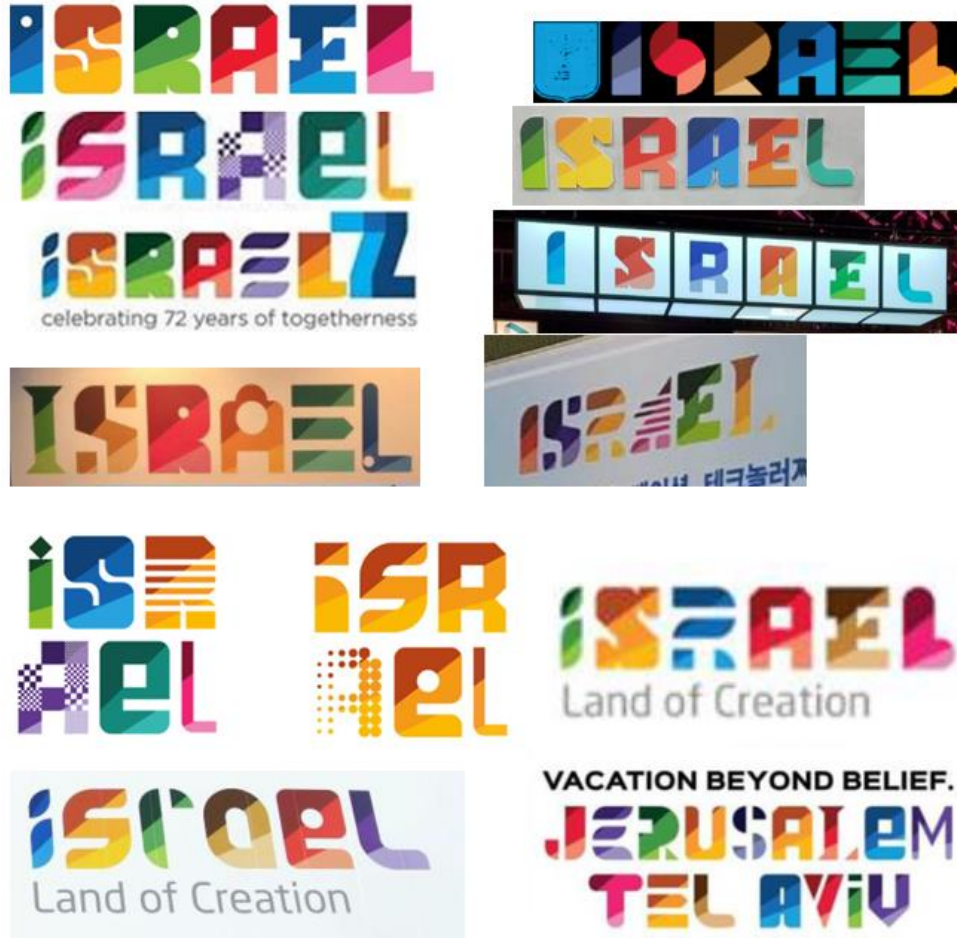 ISRAEL
ISRAEL
iSRAeL
ISRAEL
iSRAEL72
celebrating 72 years of togetherness
ISRAEL
ISRAEL
ISRAEL
iSR
AeL
iSR
AeL
iSRAEL
Land of Creation
israeL
Land of Creation
VACATION BEYOND BELIEF.
JERUSALeM
TEL AViV